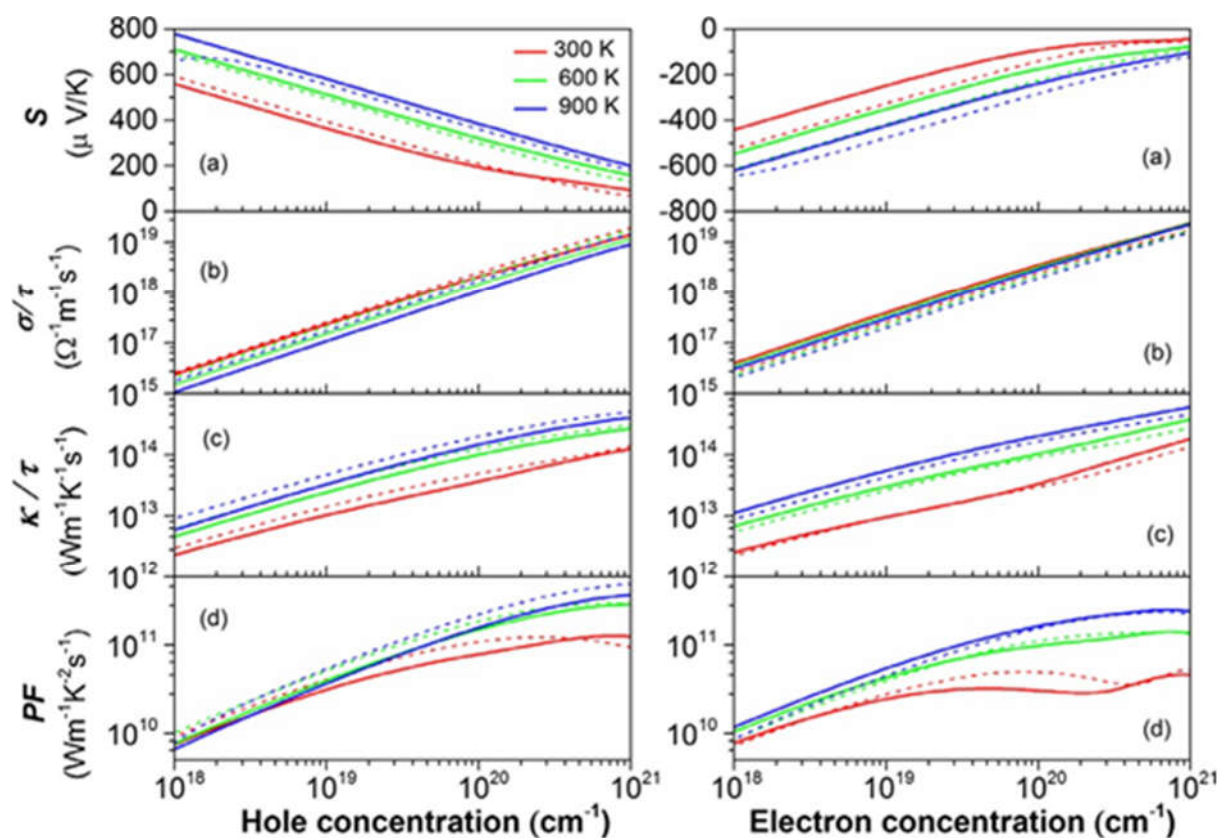 S
(μ V/K)
800
600
400
200
0
300 K
600 K
900 K
(a)
0
-200
-400
-600
-800
(a)
σ/τ
(Ω⁻¹m⁻¹s⁻¹)
10¹⁹
10¹⁸
10¹⁷
10¹⁵
(b)
10¹⁹
10¹⁸
10¹⁷
10¹⁵
(b)
κ/τ
(Wm⁻¹K⁻¹s⁻¹)
10¹⁴
10¹³
10¹²
(c)
10¹⁴
10¹³
10¹²
(c)
PF
(Wm⁻¹K⁻²s⁻¹)
10¹¹
10¹⁰
(d)
10¹¹
10¹⁰
(d)
10¹⁸ 10¹⁹ 10²⁰ 10²¹
Hole concentration (cm⁻¹)
10¹⁸ 10¹⁹ 10²⁰ 10²¹
Electron concentration (cm⁻¹)